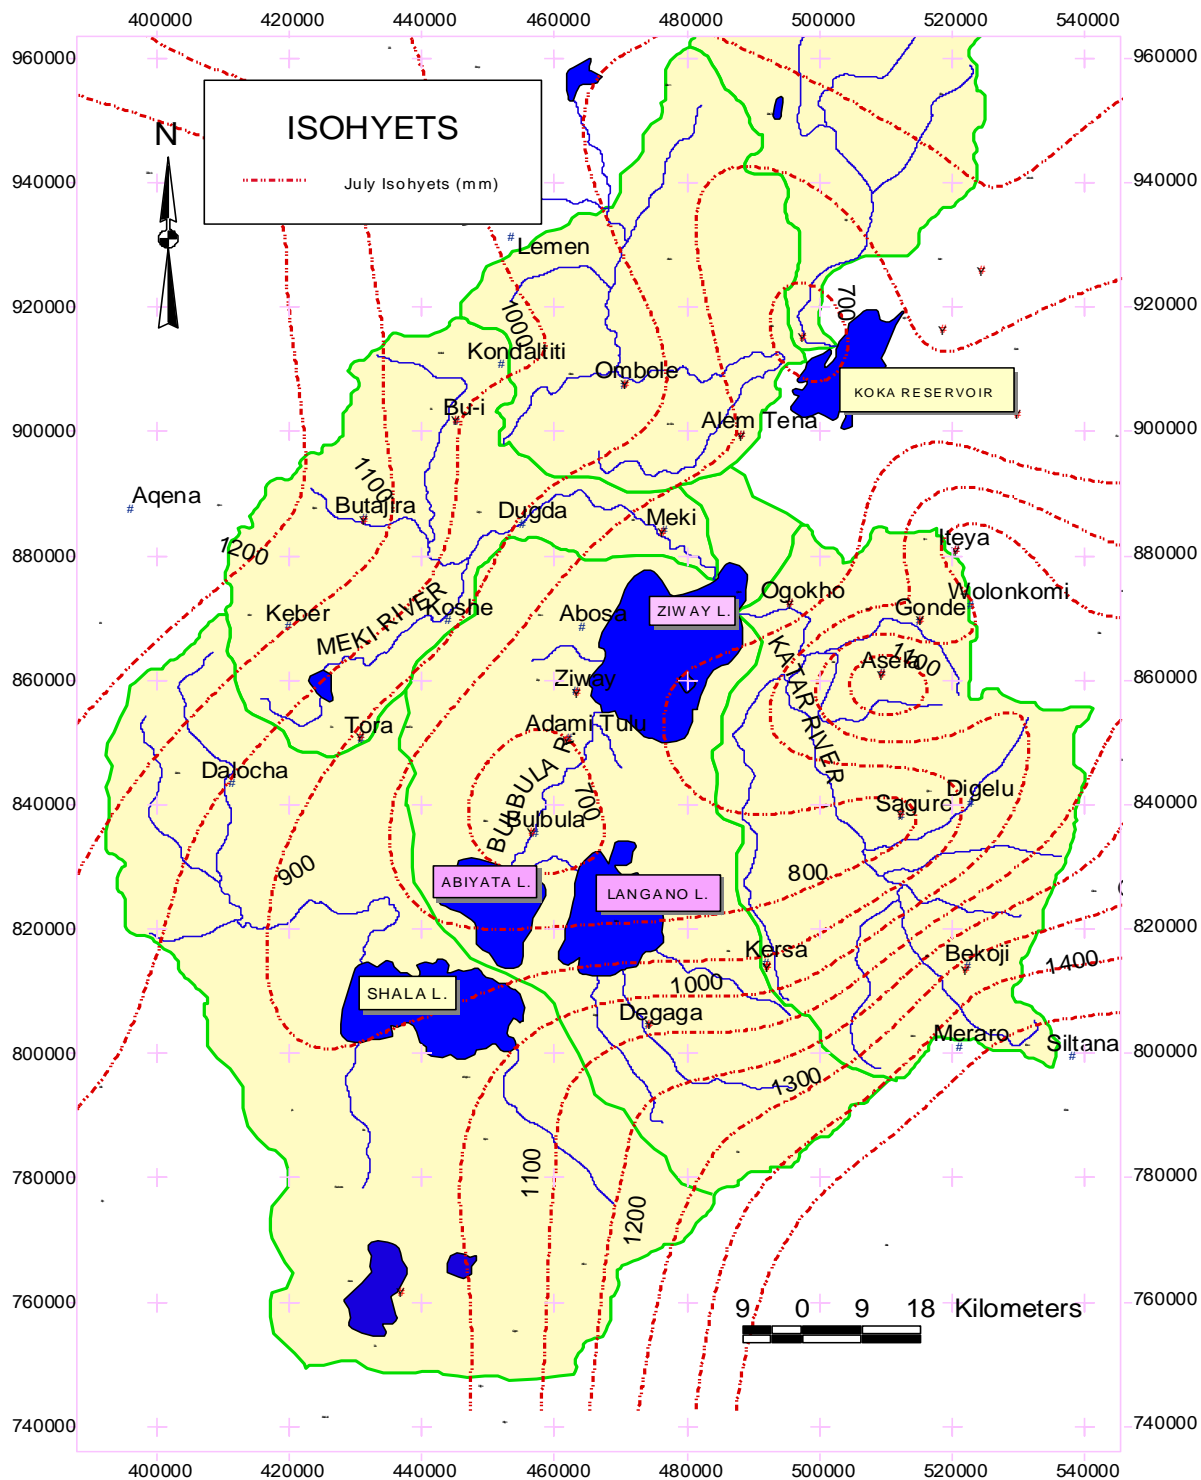 400000 420000 440000 460000 480000 500000 520000 540000
960000 960000
ISOHYETS
N
July Isohyets (mm)
940000 940000
Lemen
920000 920000
700
1000
Kondaltiti
Ombole
KOKA RESERVOIR
Bu-i
Alem Tena
900000 900000
1100
Aqena
Butajira
Dugda
Meki
Iteya
1200
880000 880000
Ogokho
Wolonkomi
Gonde
Keber
MEKI RIVER
Koshe
Abosa
ZIWAY L.
KATAR RIVER
Asela
1100
860000 860000
Ziway
Tora
Adami Tulu
Dalocha
BULBULA R.
700
Digelu
Sagure
840000 840000
Bulbula
900
800
ABIYATA L.
LANGANO L.
820000 820000
Kersa
Bekoji
1400
SHALA L.
1000
Degaga
Meraro
Siltana
800000 800000
1300
1100
780000 780000
1200
760000 760000
9 0 9 18 Kilometers
740000 740000
400000 420000 440000 460000 480000 500000 520000 540000